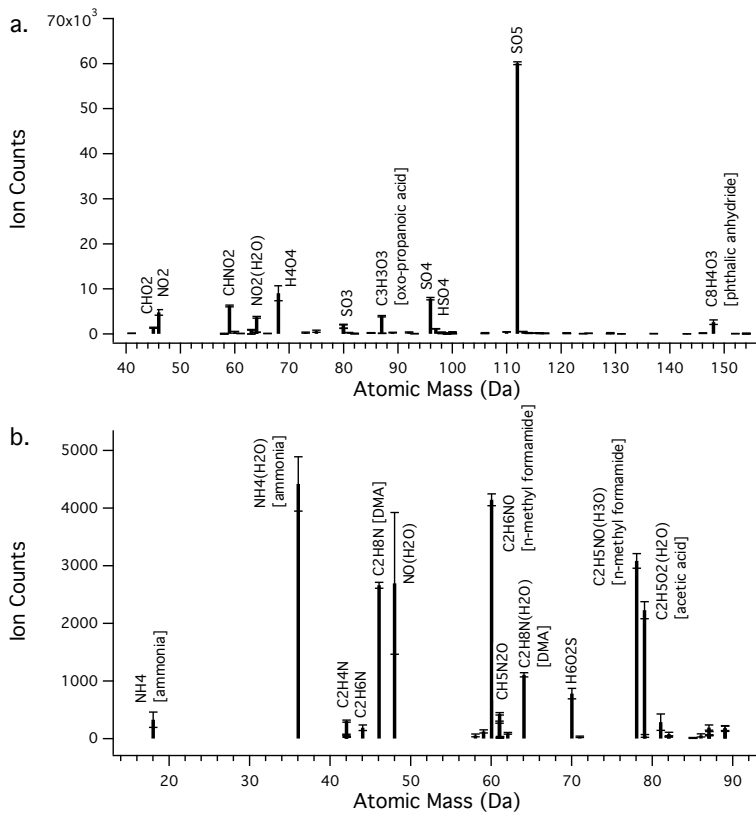 a.
70x10³
60
50
40
30
20
10
0
Ion Counts
CHO2
NO2
CHNO2
NO2(H2O)
H4O4
SO3
C3H3O3
[oxo-propanoic acid]
SO4
HSO4
SO5
C8H4O3
[phthalic anhydride]
40 50 60 70 80 90 100 110 120 130 140 150
Atomic Mass (Da)
b.
5000
4000
3000
2000
1000
0
Ion Counts
NH4
[ammonia]
NH4(H2O)
[ammonia]
C2H4N
C2H6N
C2H8N [DMA]
NO(H2O)
C2H6NO
[n-methyl formamide]
CH5N2O
C2H8N(H2O)
[DMA]
H6O2S
C2H5NO(H3O)
[n-methyl formamide]
C2H5O2(H2O)
[acetic acid]
20 30 40 50 60 70 80 90
Atomic Mass (Da)